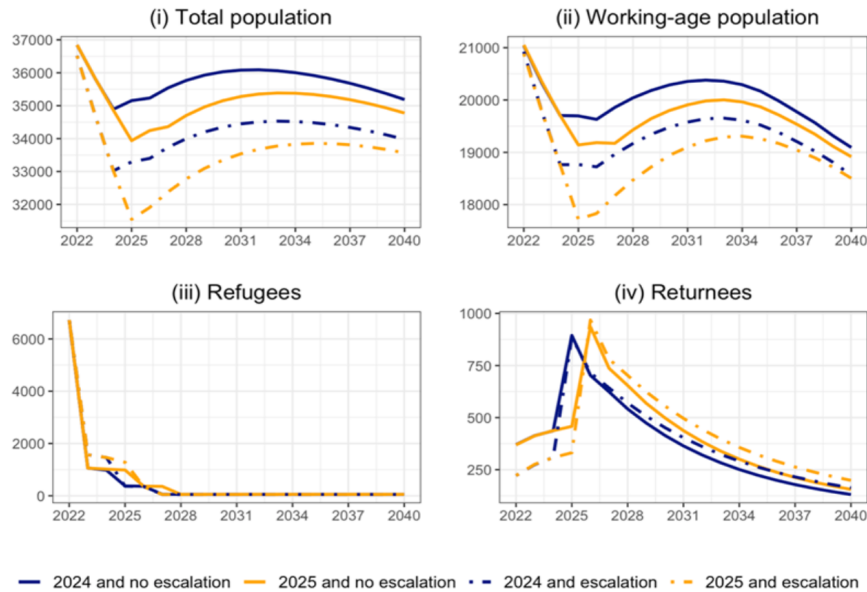 (i) Total population
37000
36000
35000
34000
33000
32000
2022 2025 2028 2031 2034 2037 2040
(ii) Working-age population
21000
20000
19000
18000
2022 2025 2028 2031 2034 2037 2040
(iii) Refugees
6000
4000
2000
0
2022 2025 2028 2031 2034 2037 2040
(iv) Returnees
1000
750
500
250
2022 2025 2028 2031 2034 2037 2040
2024 and no escalation 2025 and no escalation 2024 and escalation 2025 and escalation